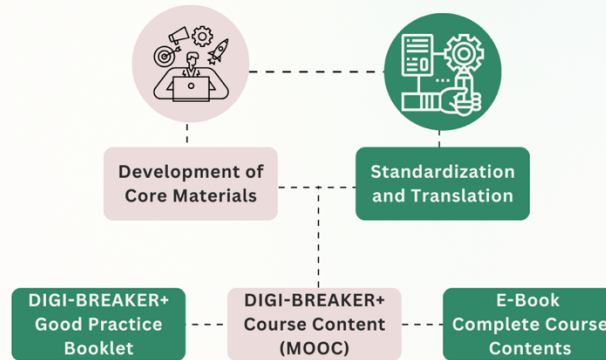 Development of
Core Materials
Standardization
and Translation
DIGI-BREAKER+
Good Practice
Booklet
DIGI-BREAKER+
Course Content
(MOOC)
E-Book
Complete Course
Contents